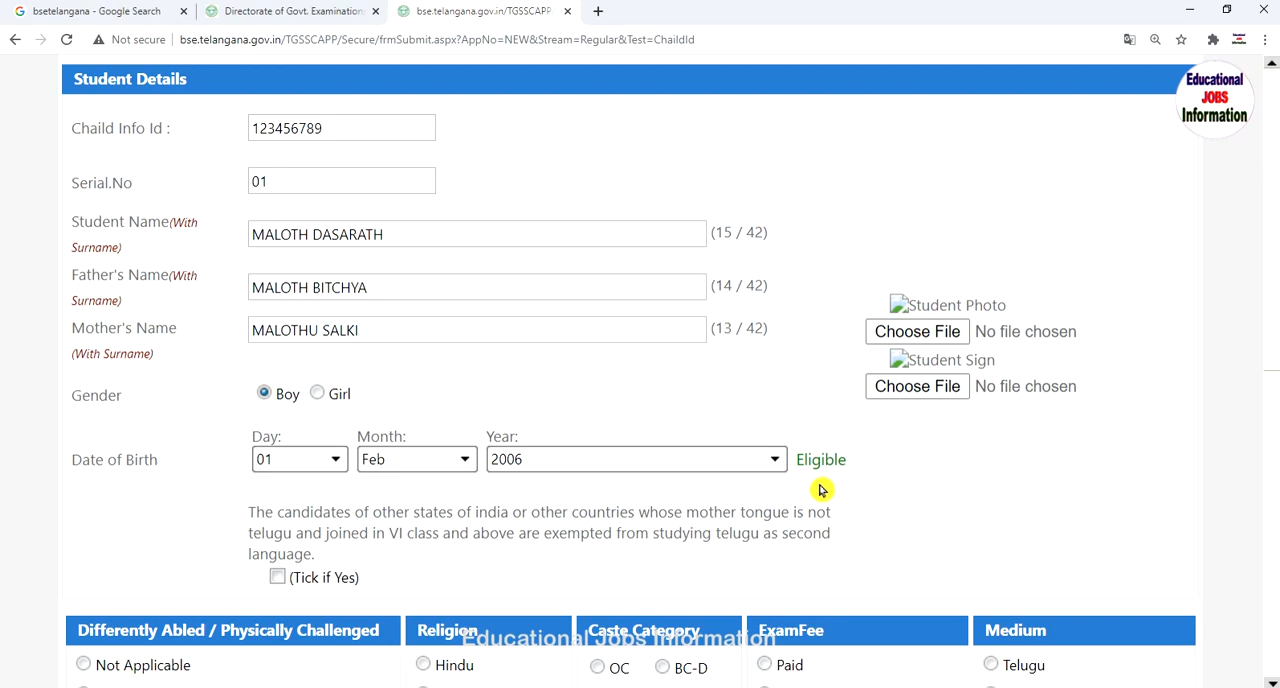 bsetelangana - Google Search
Directorate of Govt. Examination
bse.telangana.gov.in/TGSSCAPP
Not secure
bse.telangana.gov.in/TGSSCAPP/Secure/frmSubmit.aspx?AppNo=NEW&Stream=Regular&Test=ChaildId
Student Details
Educational
JOBS
Information
Chaild Info Id :
123456789
Serial.No
01
Student Name(With
Surname)
MALOTH DASARATH
(15 / 42)
Father's Name(With
Surname)
MALOTH BITCHYA
(14 / 42)
Mother's Name
(With Surname)
MALOTHU SALKI
(13 / 42)
Student Photo
Choose File No file chosen
Student Sign
Choose File No file chosen
Gender
Boy Girl
Day: Month: Year:
Date of Birth
01 Feb 2006 Eligible
The candidates of other states of india or other countries whose mother tongue is not
telugu and joined in VI class and above are exempted from studying telugu as second
language.
(Tick if Yes)
Differently Abled / Physically Challenged
Religion
Caste Category
ExamFee
Medium
Educational Jobs Information
Not Applicable
Hindu
OC BC-D
Paid
Telugu